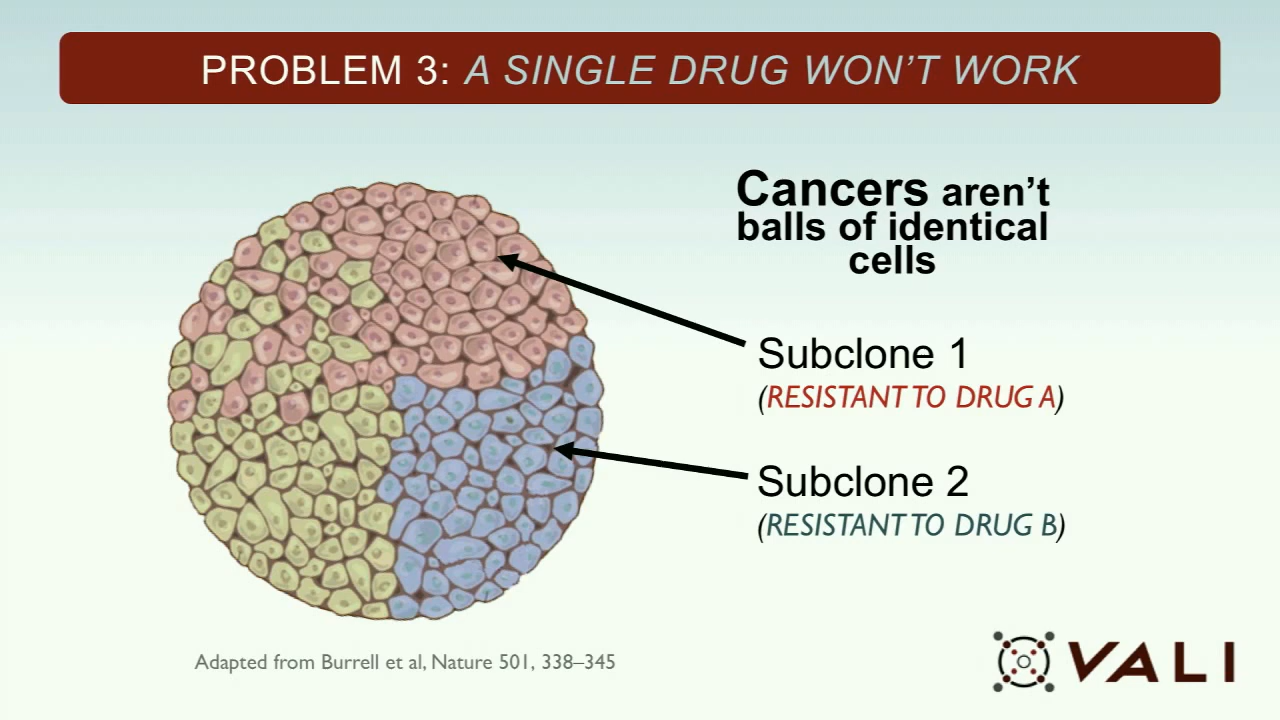 PROBLEM 3: A SINGLE DRUG WON’T WORK
Cancers aren’t
balls of identical
cells
Subclone 1
(RESISTANT TO DRUG A)
Subclone 2
(RESISTANT TO DRUG B)
Adapted from Burrell et al, Nature 501, 338–345
VALI